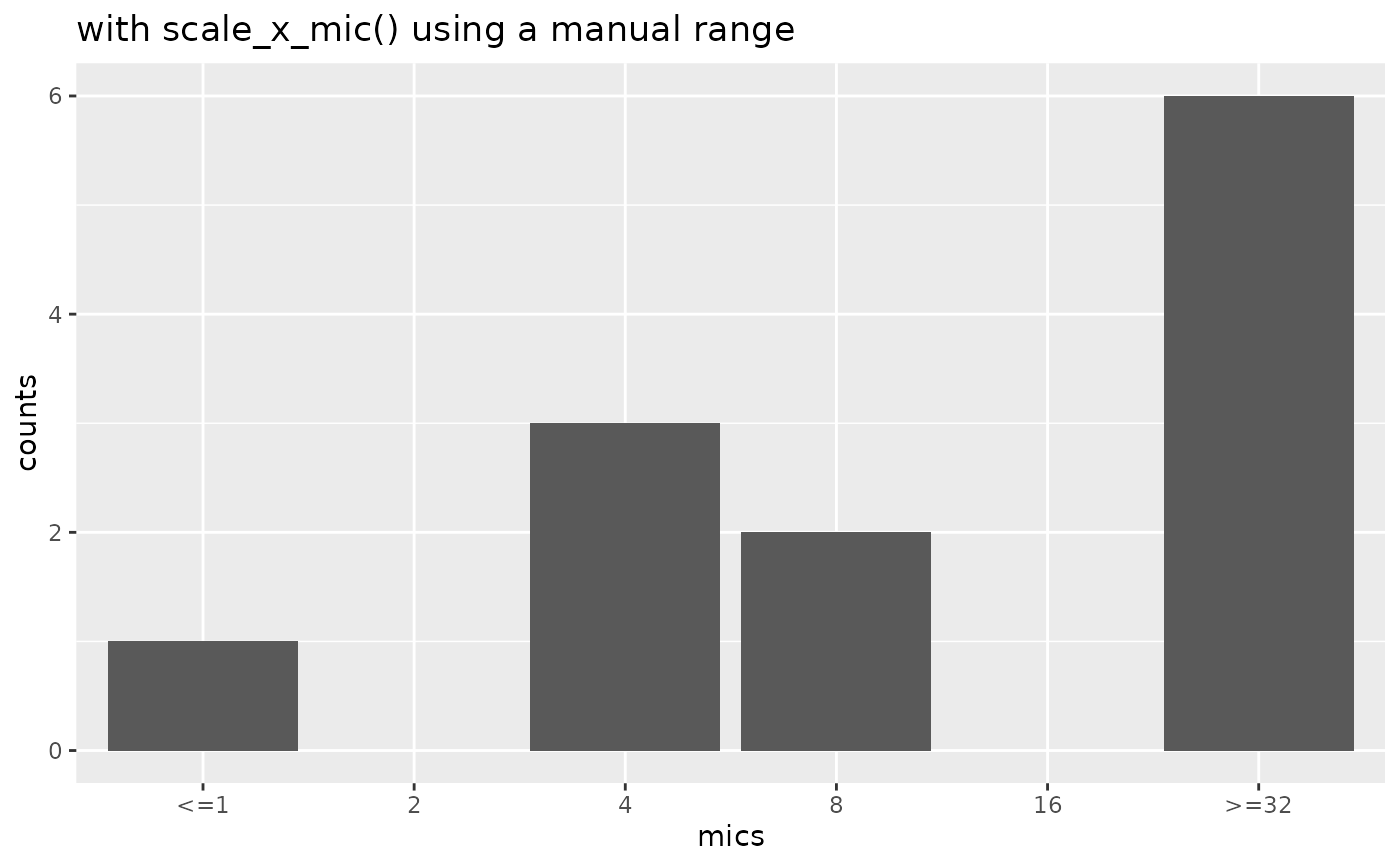 with scale_x_mic() using a manual range
6
4
2
0
counts
<=1 2 4 8 16 >=32
mics